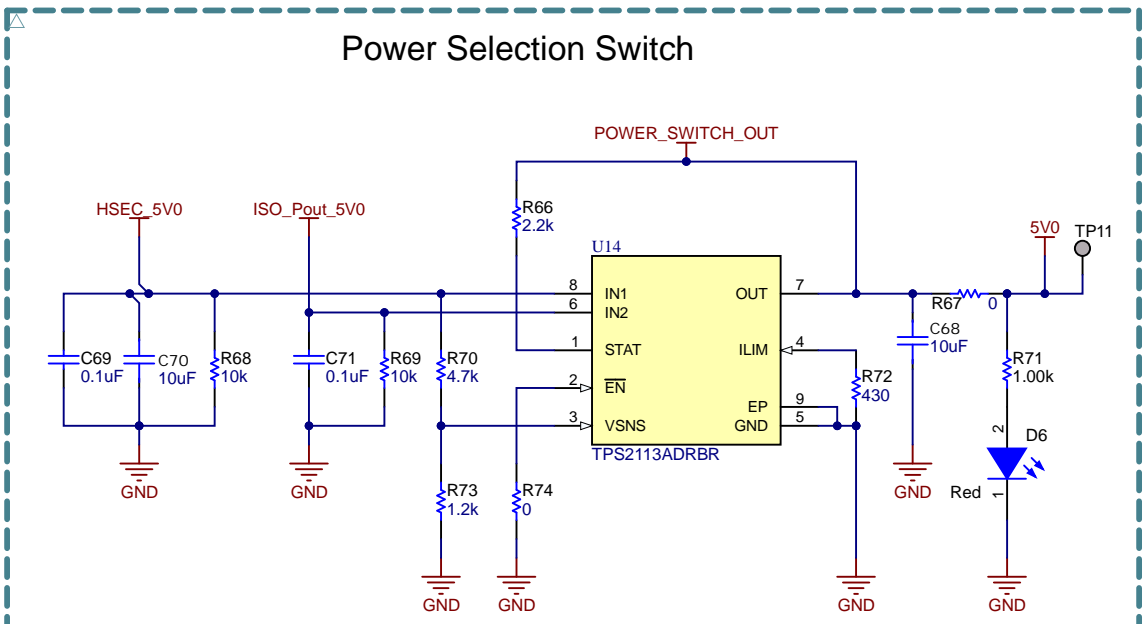 Power Selection Switch
POWER_SWITCH_OUT
HSEC_5V0
ISO_Pout_5V0
R66
2.2k
5V0
TP11
U14
8
IN1
OUT
7
6
IN2
R67
0
C69
0.1uF
C70
10uF
R68
10k
C71
0.1uF
R69
10k
R70
4.7k
1
STAT
ILIM
4
C68
10uF
R71
1.00k
2
EN
R72
430
EP
9
3
VSNS
GND
5
TPS2113ADRBR
2
D6
Red
1
GND
GND
R73
1.2k
R74
0
GND
GND
GND
GND
GND